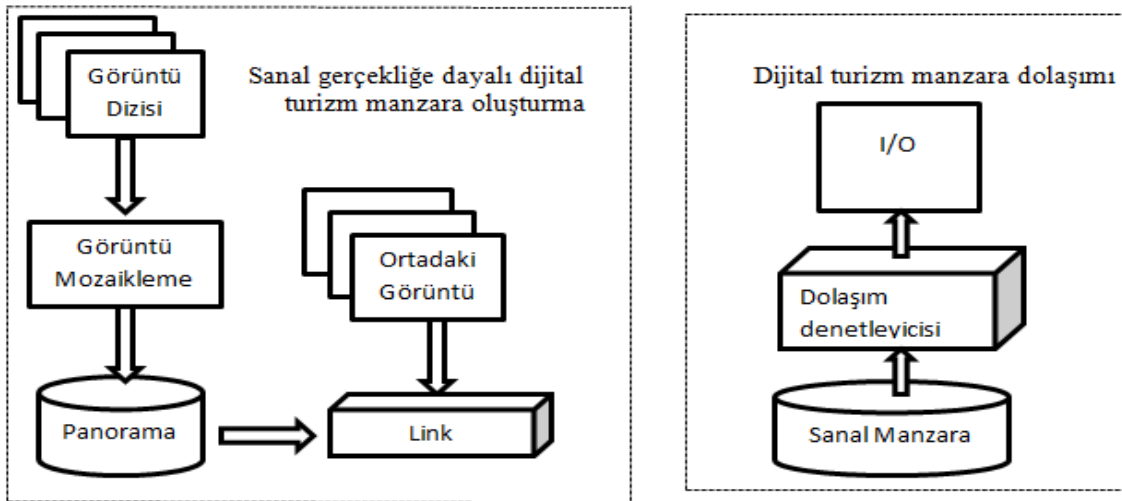 Görüntü
Dizisi
Sanal gerçekliğe dayalı dijital
turizm manzara oluşturma
Görüntü
Mozaikleme
Ortadaki
Görüntü
Panorama
Link
Dijital turizm manzara dolaşımı
I/O
Dolaşım
denetleyicisi
Sanal Manzara